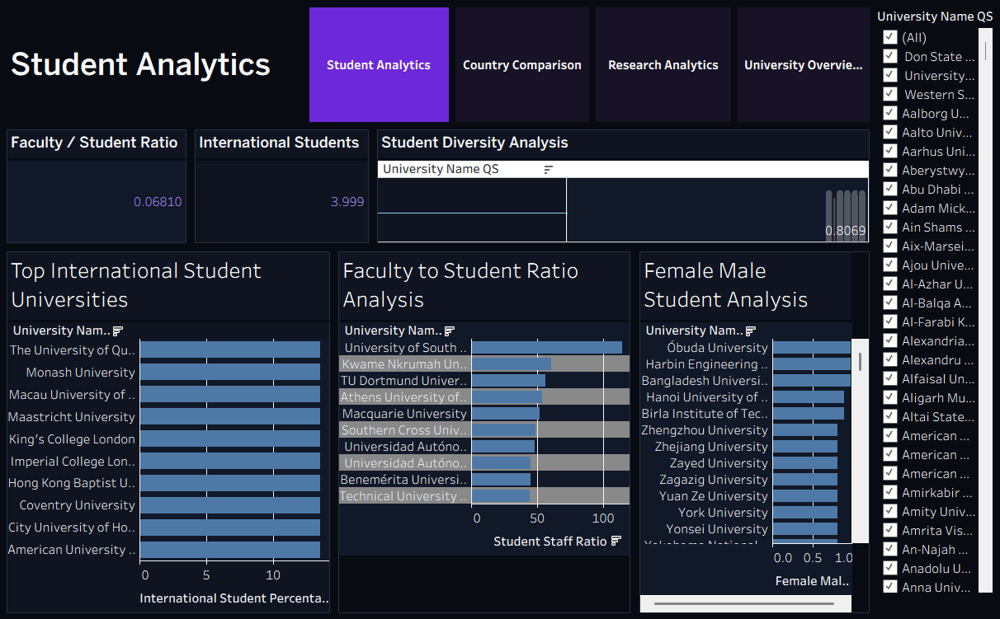 Student Analytics
Student Analytics
Country Comparison
Research Analytics
University Overvie...
University Name QS
(All)
Don State ...
University...
Western S...
Aalborg U...
Aalto Univ...
Aarhus Uni...
Aberystwy...
Abu Dhabi ...
Adam Mick...
Ain Shams ...
Aix-Marsei...
Ajou Unive...
Al-Azhar U...
Al-Balqa A...
Al-Farabi K...
Alexandria...
Alexandru ...
Alfaisal Un...
Aligarh Mu...
Altai State...
American ...
American ...
American ...
Amirkabir ...
Amity Univ...
Amrita Vis...
An-Najah ...
Anadolu U...
Anna Univ...
Faculty / Student Ratio
0.06810
International Students
3.999
Student Diversity Analysis
University Name QS
0.8069
Top International Student
Universities
University Nam..
The University of Qu..
Monash University
Macau University of ..
Maastricht University
King's College London
Imperial College Lon..
Hong Kong Baptist U..
Coventry University
City University of Ho..
American University ..
0 5 10
International Student Percenta..
Faculty to Student Ratio
Analysis
University Nam..
University of South ..
Kwame Nkrumah Un..
TU Dortmund Univer..
Athens University of..
Macquarie University
Southern Cross Univ..
Universidad Autóno..
Universidad Autóno..
Benemérita Universi..
Technical University ..
0 50 100
Student Staff Ratio
Female Male
Student Analysis
University Nam..
Óbuda University
Harbin Engineering ..
Bangladesh Universi..
Hanoi University of ..
Birla Institute of Tec..
Zhengzhou University
Zhejiang University
Zayed University
Zagazig University
Yuan Ze University
York University
Yonsei University
Yokohama National ..
0.0 0.5 1.0
Female Mal..